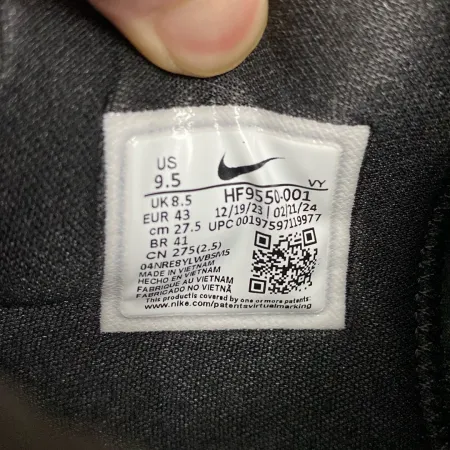 US
9.5
VY
UK 8.5
HF9550-001
EUR 43
12/19/23 | 02/21/24
cm 27.5
UPC 00197597119977
BR 41
CN 275(2.5)
04NRE8YLWBSM5
MADE IN VIETNAM
HECHO EN VIETNAM
FABRIQUÉ AU VIETNAM
FABRICADO NO VIETNÃ
This product is covered by one or more patents:
www.nike.com/patentsvirtualmarking